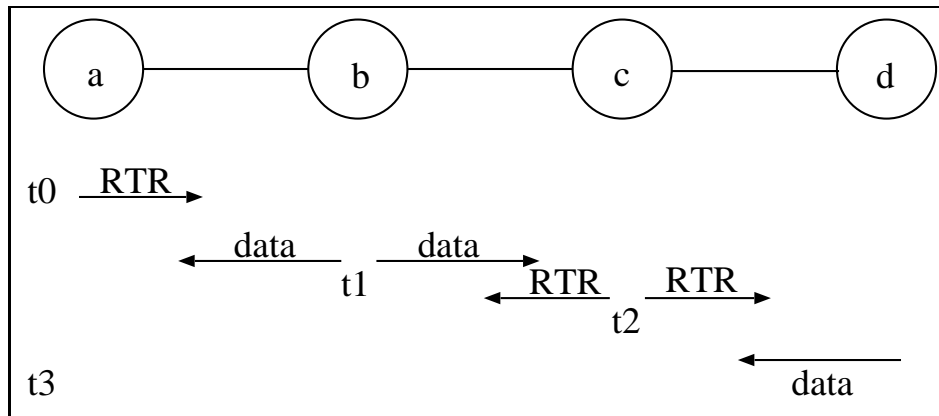 a b c d
t0 RTR
data data
t1
RTR RTR
t2
t3 data